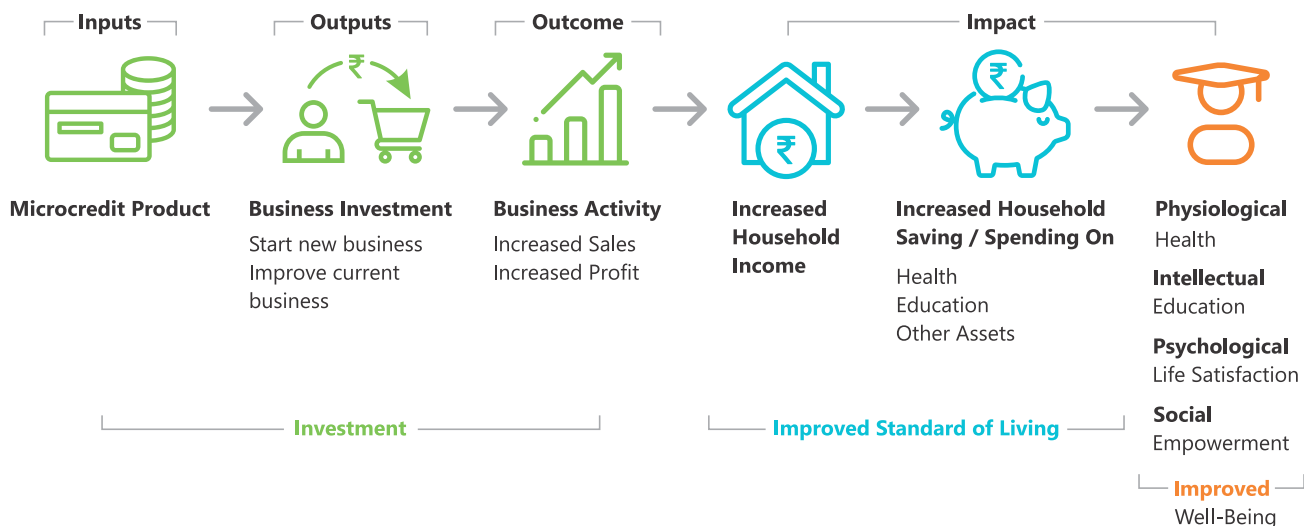 Inputs
Outputs
Outcome
Impact
₹
₹
₹
Microcredit Product
Business Investment
Start new business
Improve current
business
Business Activity
Increased Sales
Increased Profit
Increased
Household
Income
Increased Household
Saving / Spending On
Health
Education
Other Assets
Physiological
Health
Intellectual
Education
Psychological
Life Satisfaction
Social
Empowerment
Investment
Improved Standard of Living
Improved
Well-Being